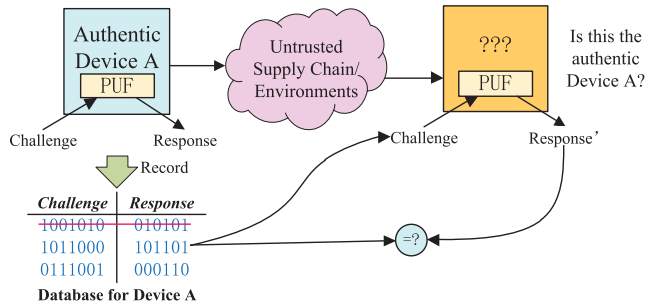 Authentic
Device A
PUF
Challenge
Response
Untrusted
Supply Chain/
Environments
???
PUF
Is this the
authentic
Device A?
Challenge
Response'
Record
Challenge Response
1001010 010101
1011000 101101
0111001 000110
=?
Database for Device A